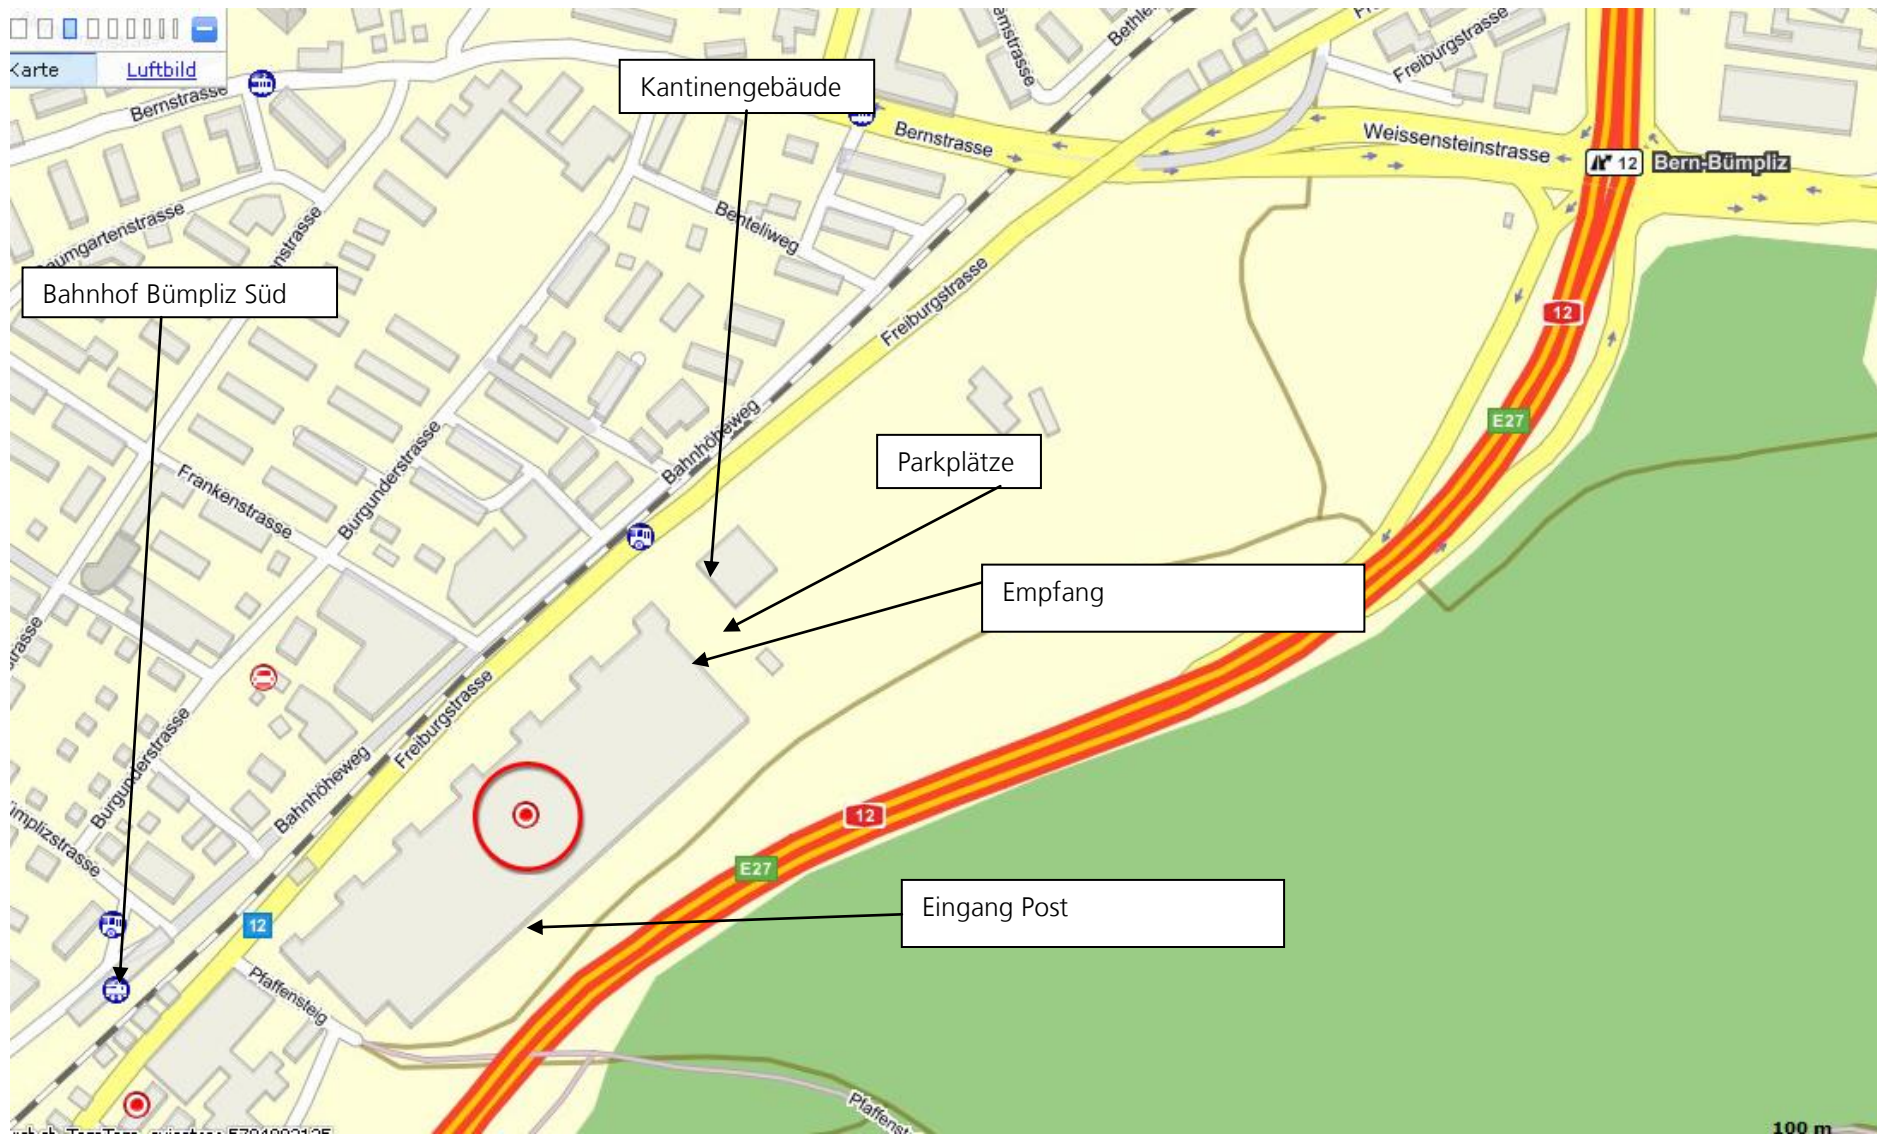 Karte
Luftbild
Bernstrasse
Kantinengebäude
Freiburgstrasse
Bernstrasse
Weissensteinstrasse
12
Bern-Bümpliz
Benteliweg
Bahnhof Bümpliz Süd
Freiburgstrasse
12
E27
Bahnhöheweg
Parkplätze
Frankenstrasse
Burgunderstrasse
Empfang
Freiburgstrasse
Burgunderstrasse
Bahnhöheweg
12
E27
Eingang Post
12
Pfaffensteig
100 m